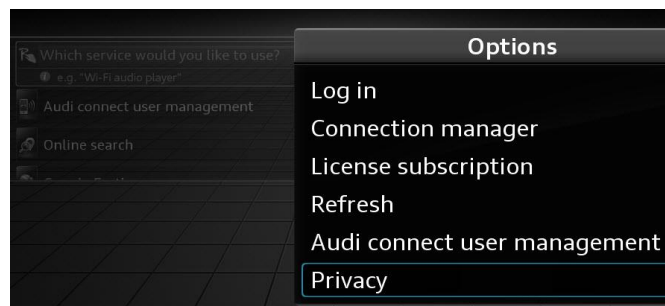 Which service would you like to use?
e.g. "Wi-Fi audio player"
Audi connect user management
Online search
Options
Log in
Connection manager
License subscription
Refresh
Audi connect user management
Privacy